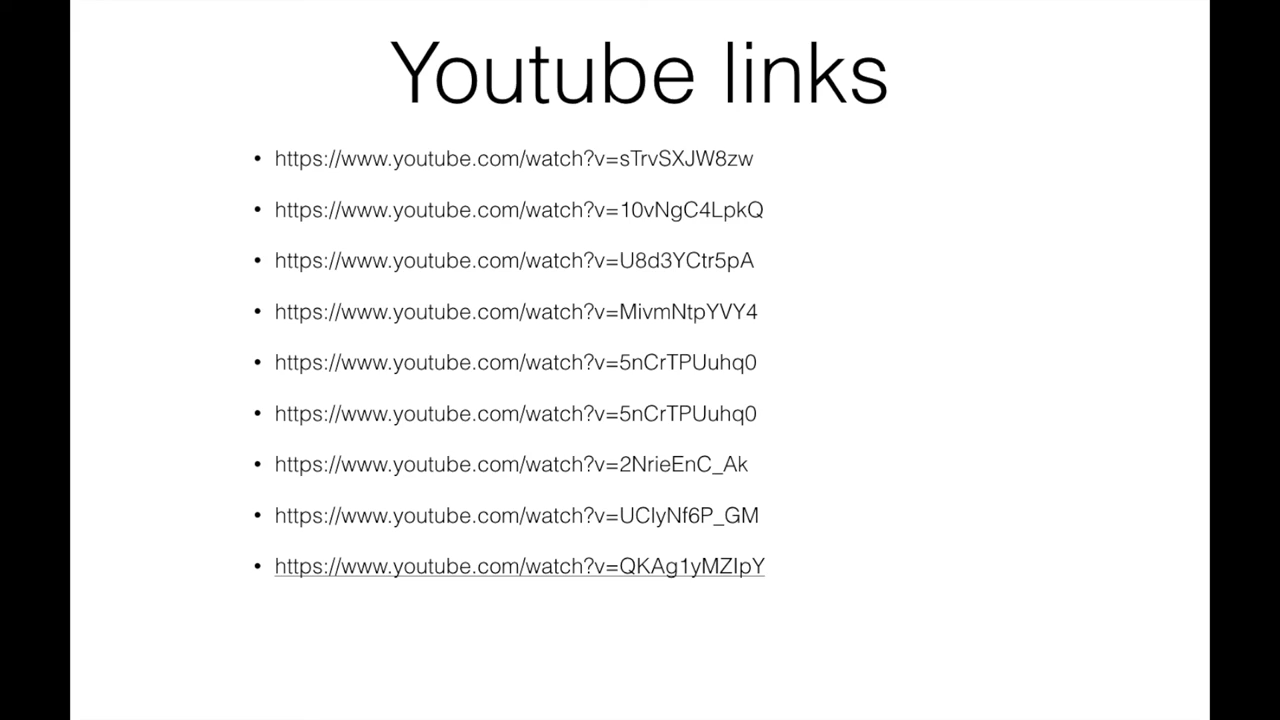 Youtube links
• https://www.youtube.com/watch?v=sTrvSXJW8zw
• https://www.youtube.com/watch?v=10vNgC4LpkQ
• https://www.youtube.com/watch?v=U8d3YCtr5pA
• https://www.youtube.com/watch?v=MivmNtpYVY4
• https://www.youtube.com/watch?v=5nCrTPUuhq0
• https://www.youtube.com/watch?v=5nCrTPUuhq0
• https://www.youtube.com/watch?v=2NrieEnC_Ak
• https://www.youtube.com/watch?v=UClyNf6P_GM
• https://www.youtube.com/watch?v=QKAg1yMZIpY